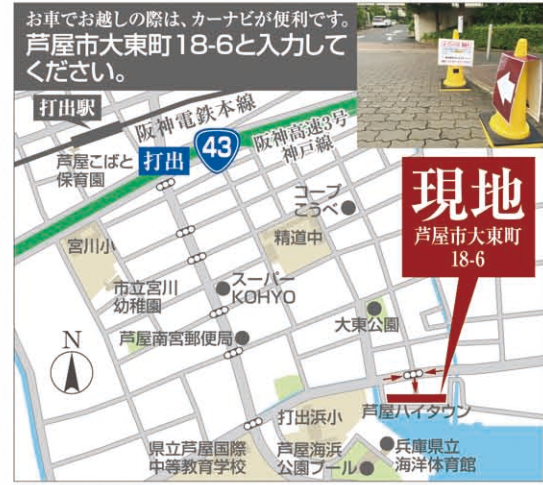 お車でお越しの際は、カーナビが便利です。
芦屋市大東町18-6と入力して
ください。
打出駅
阪神電鉄本線
芦屋こばと
保育園
打出
43
阪神高速3号
神戸線
コープ
こうべ
現地
芦屋市大東町
18-6
宮川小
精道中
市立宮川
幼稚園
スーパー
KOHYO
大東公園
芦屋南宮郵便局
N
打出浜小
芦屋ハイタウン
県立芦屋国際
中等教育学校
芦屋海浜
公園プール
兵庫県立
海洋体育館